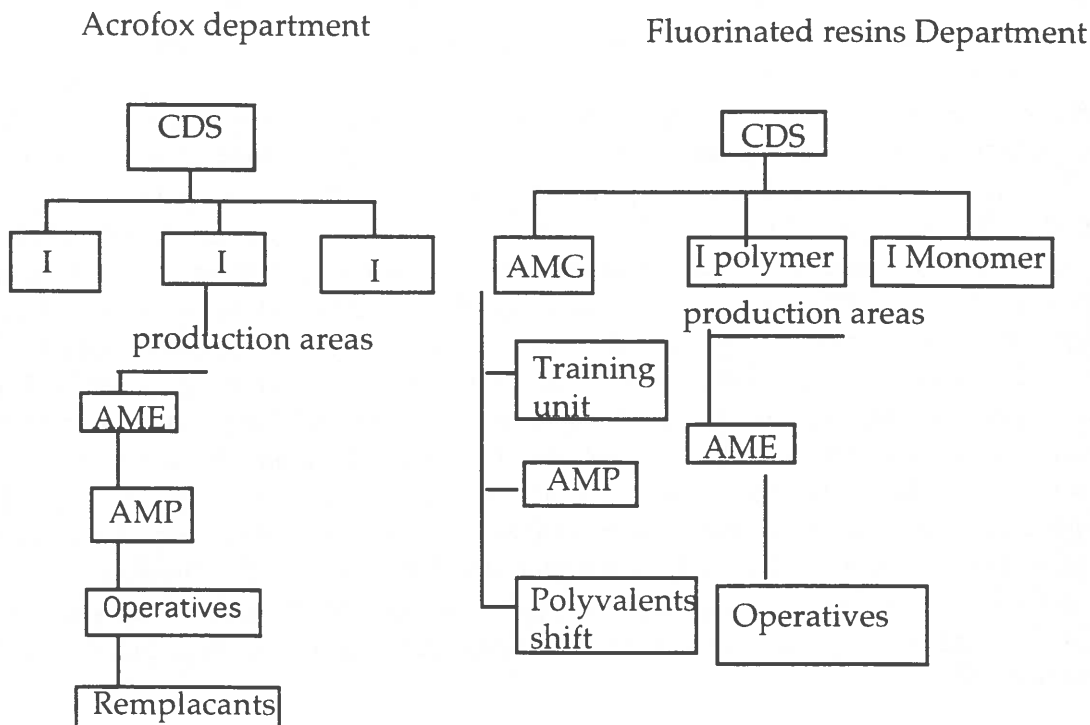 Acrofox department
CDS
I
I
I
production areas
AME
AMP
Operatives
Remplacants
Fluorinated resins Department
CDS
AMG
I polymer
I Monomer
production areas
Training
unit
AME
AMP
Polyvalents
shift
Operatives